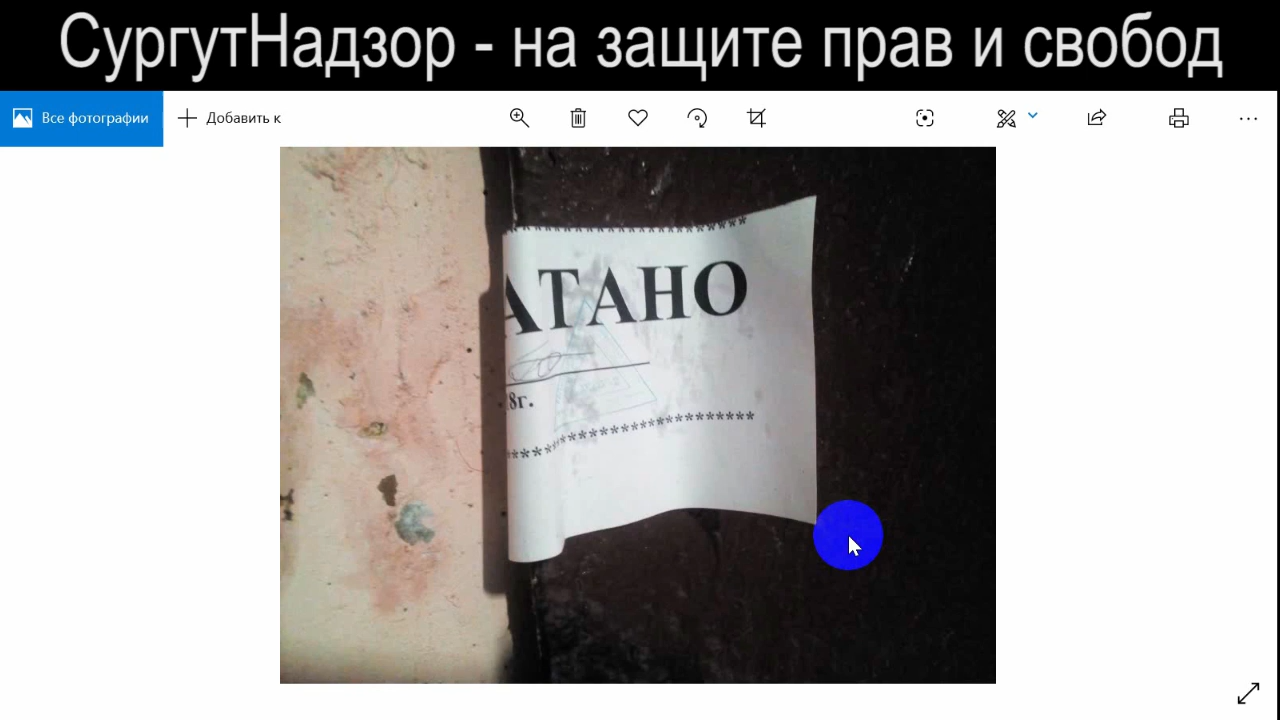 СургутНадзор - на защите прав и свобод
Все фотографии
Добавить к
***********************
АТАНО
8г.
***********************